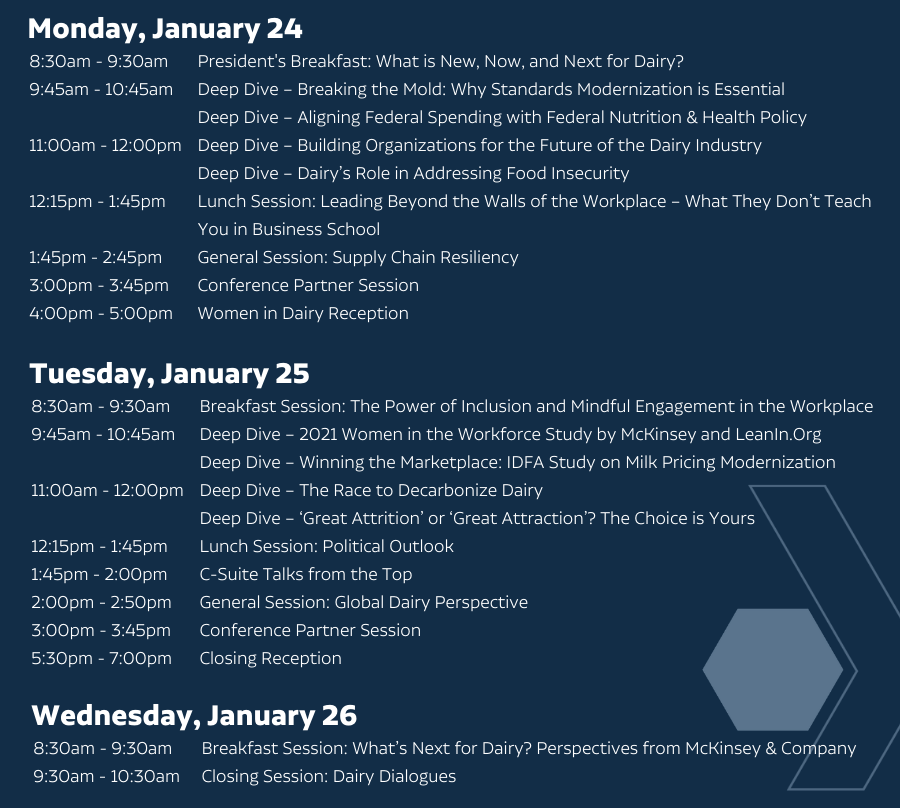 Monday, January 24
8:30am - 9:30am President's Breakfast: What is New, Now, and Next for Dairy?
9:45am - 10:45am Deep Dive – Breaking the Mold: Why Standards Modernization is Essential
Deep Dive – Aligning Federal Spending with Federal Nutrition & Health Policy
11:00am - 12:00pm Deep Dive – Building Organizations for the Future of the Dairy Industry
Deep Dive – Dairy's Role in Addressing Food Insecurity
12:15pm - 1:45pm Lunch Session: Leading Beyond the Walls of the Workplace – What They Don't Teach
You in Business School
1:45pm - 2:45pm General Session: Supply Chain Resiliency
3:00pm - 3:45pm Conference Partner Session
4:00pm - 5:00pm Women in Dairy Reception
Tuesday, January 25
8:30am - 9:30am Breakfast Session: The Power of Inclusion and Mindful Engagement in the Workplace
9:45am - 10:45am Deep Dive – 2021 Women in the Workforce Study by McKinsey and LeanIn.Org
Deep Dive – Winning the Marketplace: IDFA Study on Milk Pricing Modernization
11:00am - 12:00pm Deep Dive – The Race to Decarbonize Dairy
Deep Dive – 'Great Attrition' or 'Great Attraction'? The Choice is Yours
12:15pm - 1:45pm Lunch Session: Political Outlook
1:45pm - 2:00pm C-Suite Talks from the Top
2:00pm - 2:50pm General Session: Global Dairy Perspective
3:00pm - 3:45pm Conference Partner Session
5:30pm - 7:00pm Closing Reception
Wednesday, January 26
8:30am - 9:30am Breakfast Session: What's Next for Dairy? Perspectives from McKinsey & Company
9:30am - 10:30am Closing Session: Dairy Dialogues